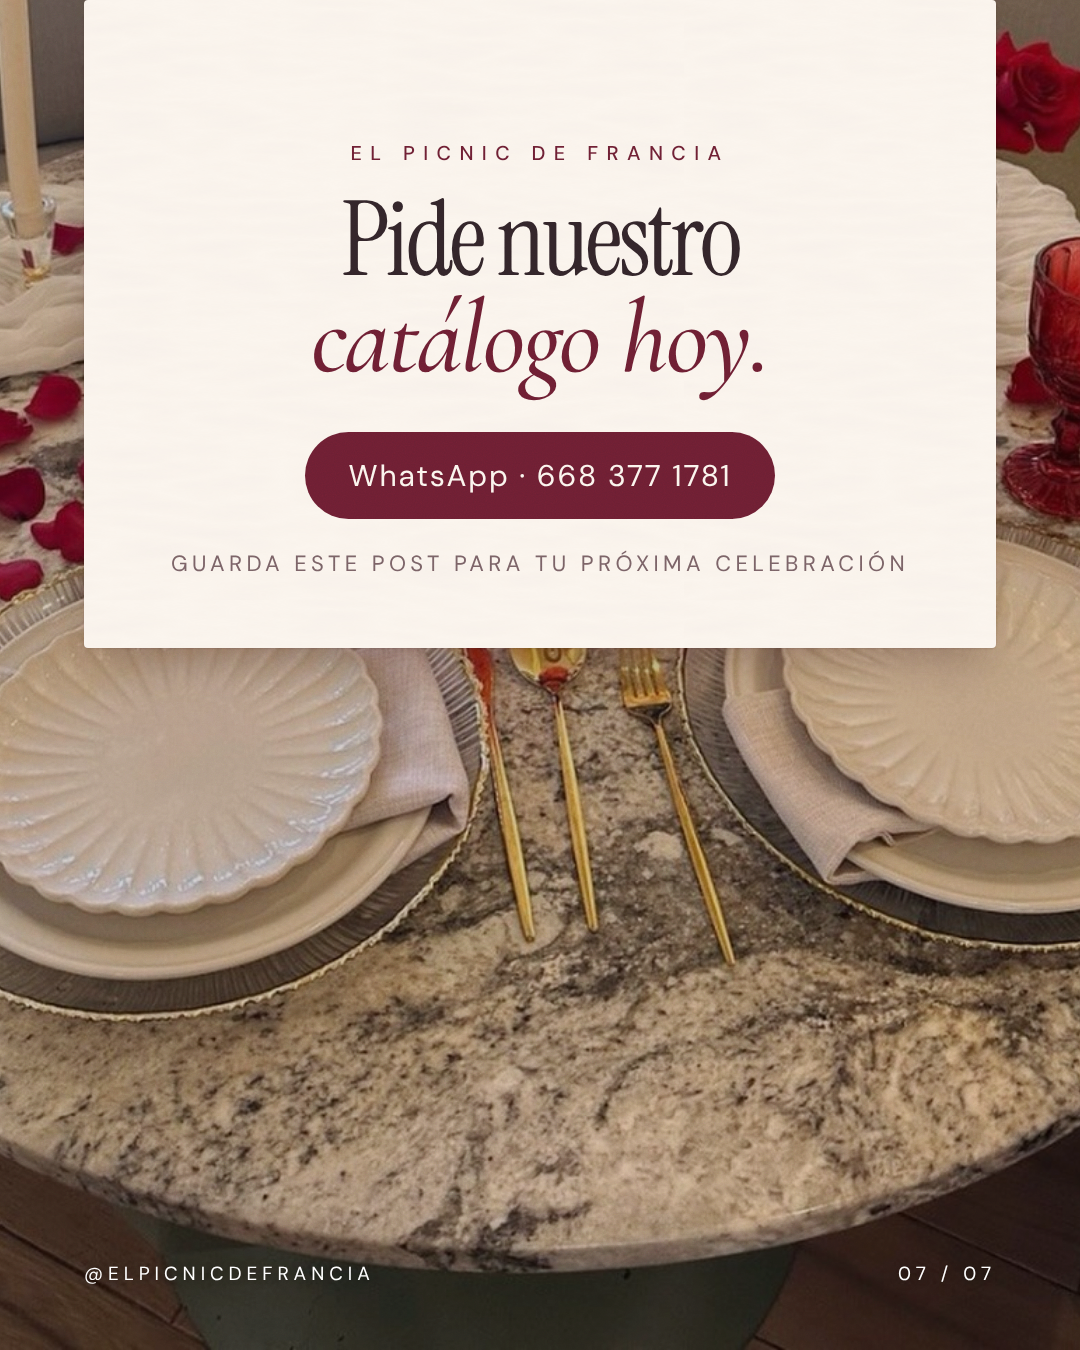 EL PICNIC DE FRANCIA
Pide nuestro
catálogo hoy.
WhatsApp · 668 377 1781
GUARDA ESTE POST PARA TU PRÓXIMA CELEBRACIÓN
@ELPICNICDEFRANCIA
07 / 07